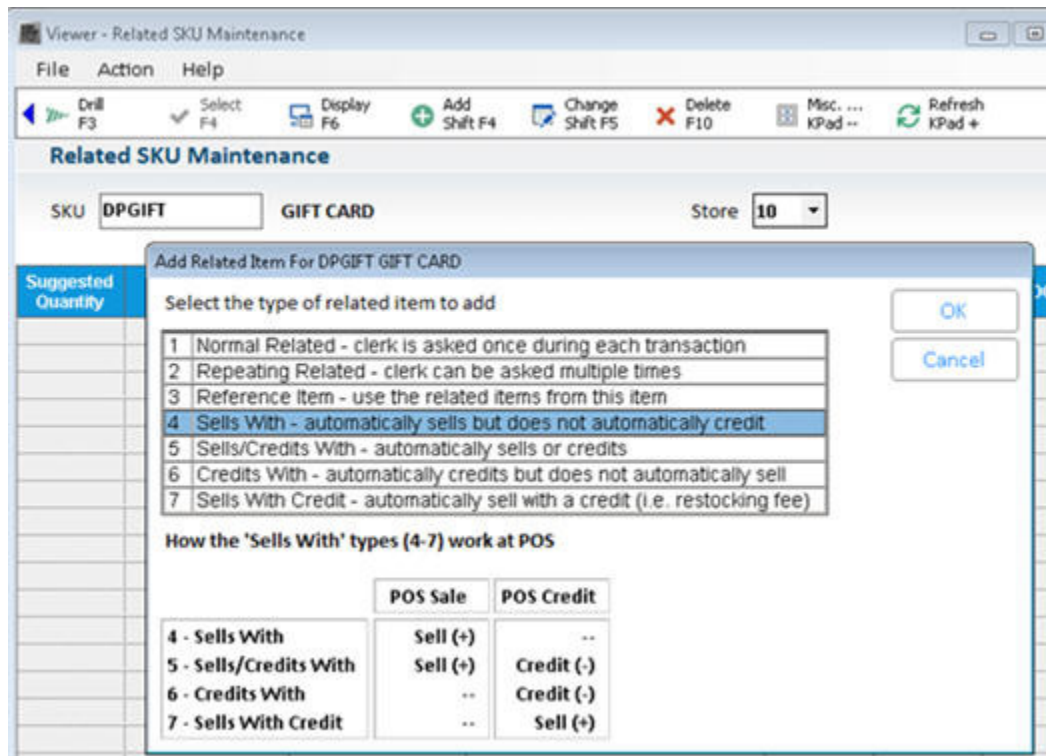 Viewer - Related SKU Maintenance
File Action Help
Drill F3 Select F4 Display F6 Add Shift F4 Change Shift F5 Delete F10 Misc. ... KPad -- Refresh KPad +
Related SKU Maintenance
SKU DPGIFT GIFT CARD Store 10
Add Related Item For DPGIFT GIFT CARD
Suggested
Quantity
Select the type of related item to add
OK
Cancel
1 Normal Related - clerk is asked once during each transaction
2 Repeating Related - clerk can be asked multiple times
3 Reference Item - use the related items from this item
4 Sells With - automatically sells but does not automatically credit
5 Sells/Credits With - automatically sells or credits
6 Credits With - automatically credits but does not automatically sell
7 Sells With Credit - automatically sell with a credit (i.e. restocking fee)
How the 'Sells With' types (4-7) work at POS
POS Sale POS Credit
4 - Sells With Sell (+) --
5 - Sells/Credits With Sell (+) Credit (-)
6 - Credits With -- Credit (-)
7 - Sells With Credit -- Sell (+)